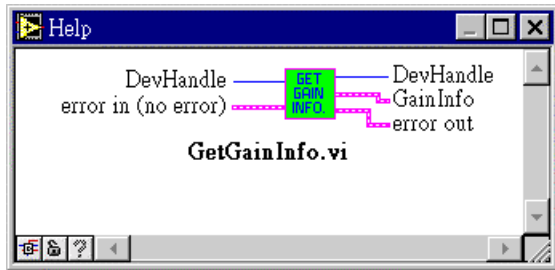 Help
DevHandle
error in (no error)
GET
GAIN
INFO.
DevHandle
GainInfo
error out
GetGainInfo.vi
?